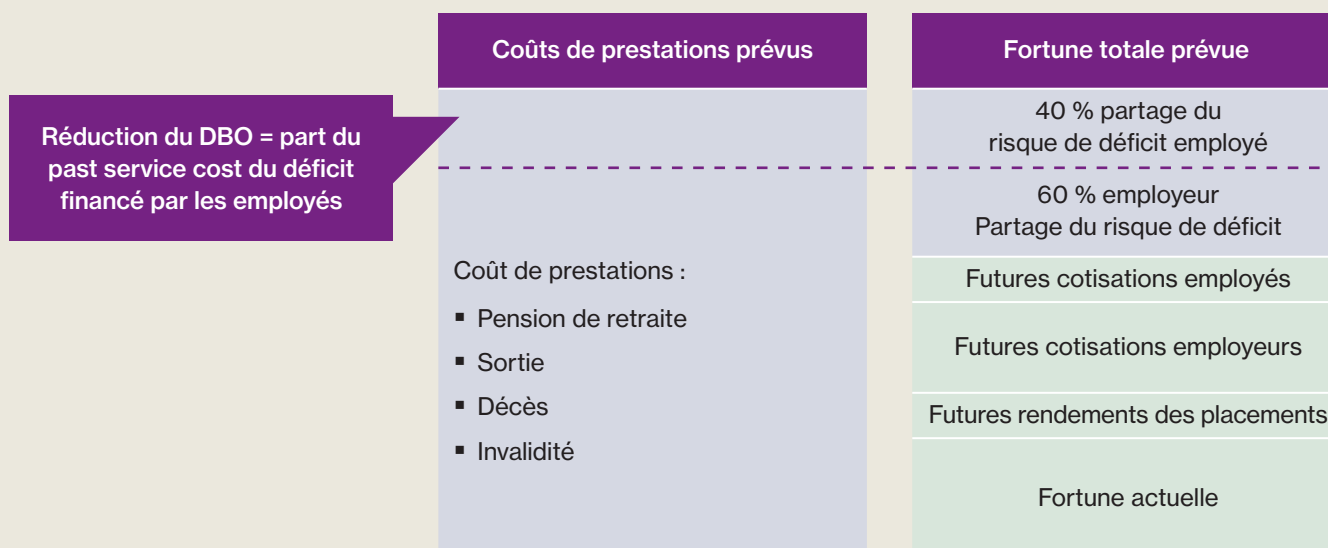 Coûts de prestations prévus
Fortune totale prévue
Réduction du DBO = part du
past service cost du déficit
financé par les employés
40 % partage du
risque de déficit employé
60 % employeur
Partage du risque de déficit
Coût de prestations :
▪ Pension de retraite
▪ Sortie
▪ Décès
▪ Invalidité
Futures cotisations employés
Futures cotisations employeurs
Futures rendements des placements
Fortune actuelle